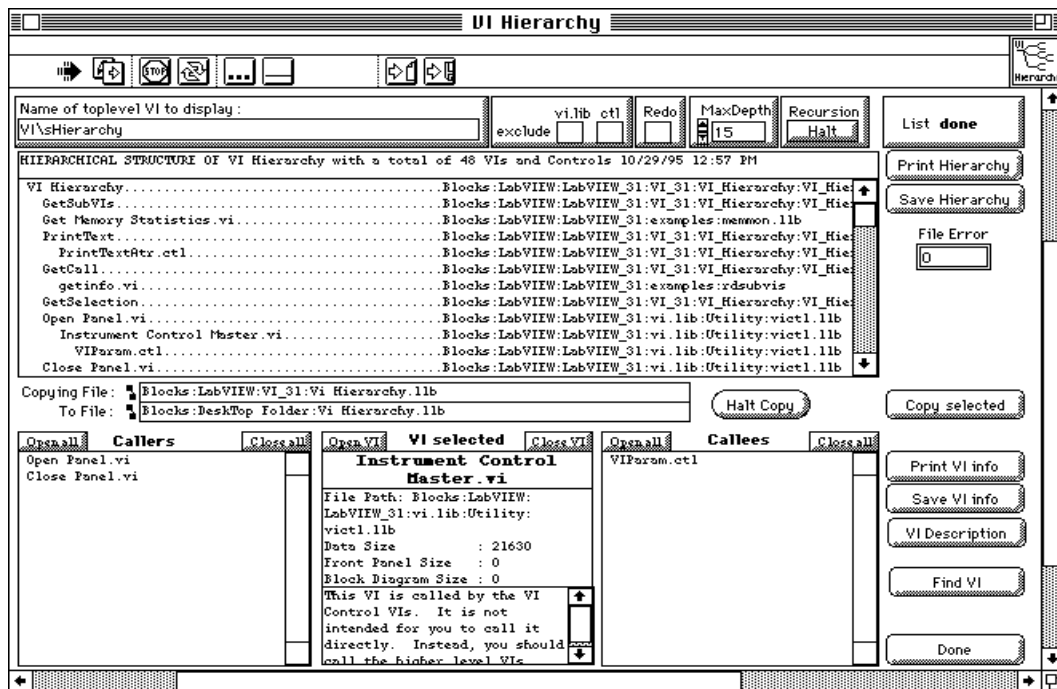 VI Hierarchy
VI
Hierarch
STOP
Name of toplevel VI to display :
VI\sHierarchy
vi.lib ctl
exclude
Redo
MaxDepth
15
Recursion
Halt
List done
HIERARCHICAL STRUCTURE OF VI Hierarchy with a total of 48 VIs and Controls 10/29/95 12:57 PM
VI Hierarchy..........................................Blocks:LabVIEW:LabVIEW_31:VI_31:VI_Hierarchy:VI_Hie
GetSubVIs...........................................Blocks:LabVIEW:LabVIEW_31:VI_31:VI_Hierarchy:VI_Hie
Get Memory Statistics.vi............................Blocks:LabVIEW:LabVIEW_31:examples:memmon.llb
PrintText...........................................Blocks:LabVIEW:LabVIEW_31:VI_31:VI_Hierarchy:VI_Hie
PrintTextAtr.ctl..................................Blocks:LabVIEW:LabVIEW_31:VI_31:VI_Hierarchy:VI_Hie
GetCall.............................................Blocks:LabVIEW:LabVIEW_31:VI_31:VI_Hierarchy:VI_Hie
getinfo.vi........................................Blocks:LabVIEW:LabVIEW_31:examples:rdsubvis
GetSelection........................................Blocks:LabVIEW:LabVIEW_31:VI_31:VI_Hierarchy:VI_Hie
Open Panel.vi.......................................Blocks:LabVIEW:LabVIEW_31:vi.lib:Utility:victl.llb
Instrument Control Master.vi......................Blocks:LabVIEW:LabVIEW_31:vi.lib:Utility:victl.llb
VIParam.ctl.....................................Blocks:LabVIEW:LabVIEW_31:vi.lib:Utility:victl.llb
Close Panel.vi......................................Blocks:LabVIEW:LabVIEW_31:vi.lib:Utility:victl.llb
Print Hierarchy
Save Hierarchy
File Error
0
Copying File: Blocks:LabVIEW:VI_31:Vi Hierarchy.llb
To File: Blocks:DeskTop Folder:Vi Hierarchy.llb
Halt Copy
Copy selected
Open all Callers Close all
Open Panel.vi
Close Panel.vi
Open VI VI selected Close VI
Instrument Control
Master.vi
File Path: Blocks:LabVIEW:
LabVIEW_31:vi.lib:Utility:
victl.llb
Data Size : 21630
Front Panel Size : 0
Block Diagram Size : 0
This VI is called by the VI
Control VIs. It is not
intended for you to call it
directly. Instead, you should
call the higher level VIs
Open all Callees Close all
VIParam.ctl
Print VI info
Save VI info
VI Description
Find VI
Done